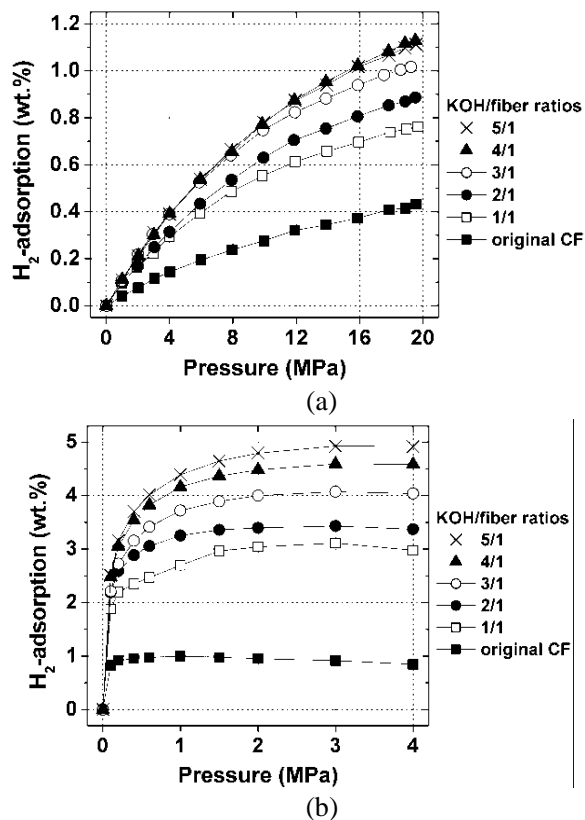 H2-adsorption (wt.%)
1.2
1.0
0.8
0.6
0.4
0.2
0.0
0 4 8 12 16 20
Pressure (MPa)
KOH/fiber ratios
5/1
4/1
3/1
2/1
1/1
original CF
(a)
H2-adsorption (wt.%)
5
4
3
2
1
0
0 1 2 3 4
Pressure (MPa)
KOH/fiber ratios
5/1
4/1
3/1
2/1
1/1
original CF
(b)